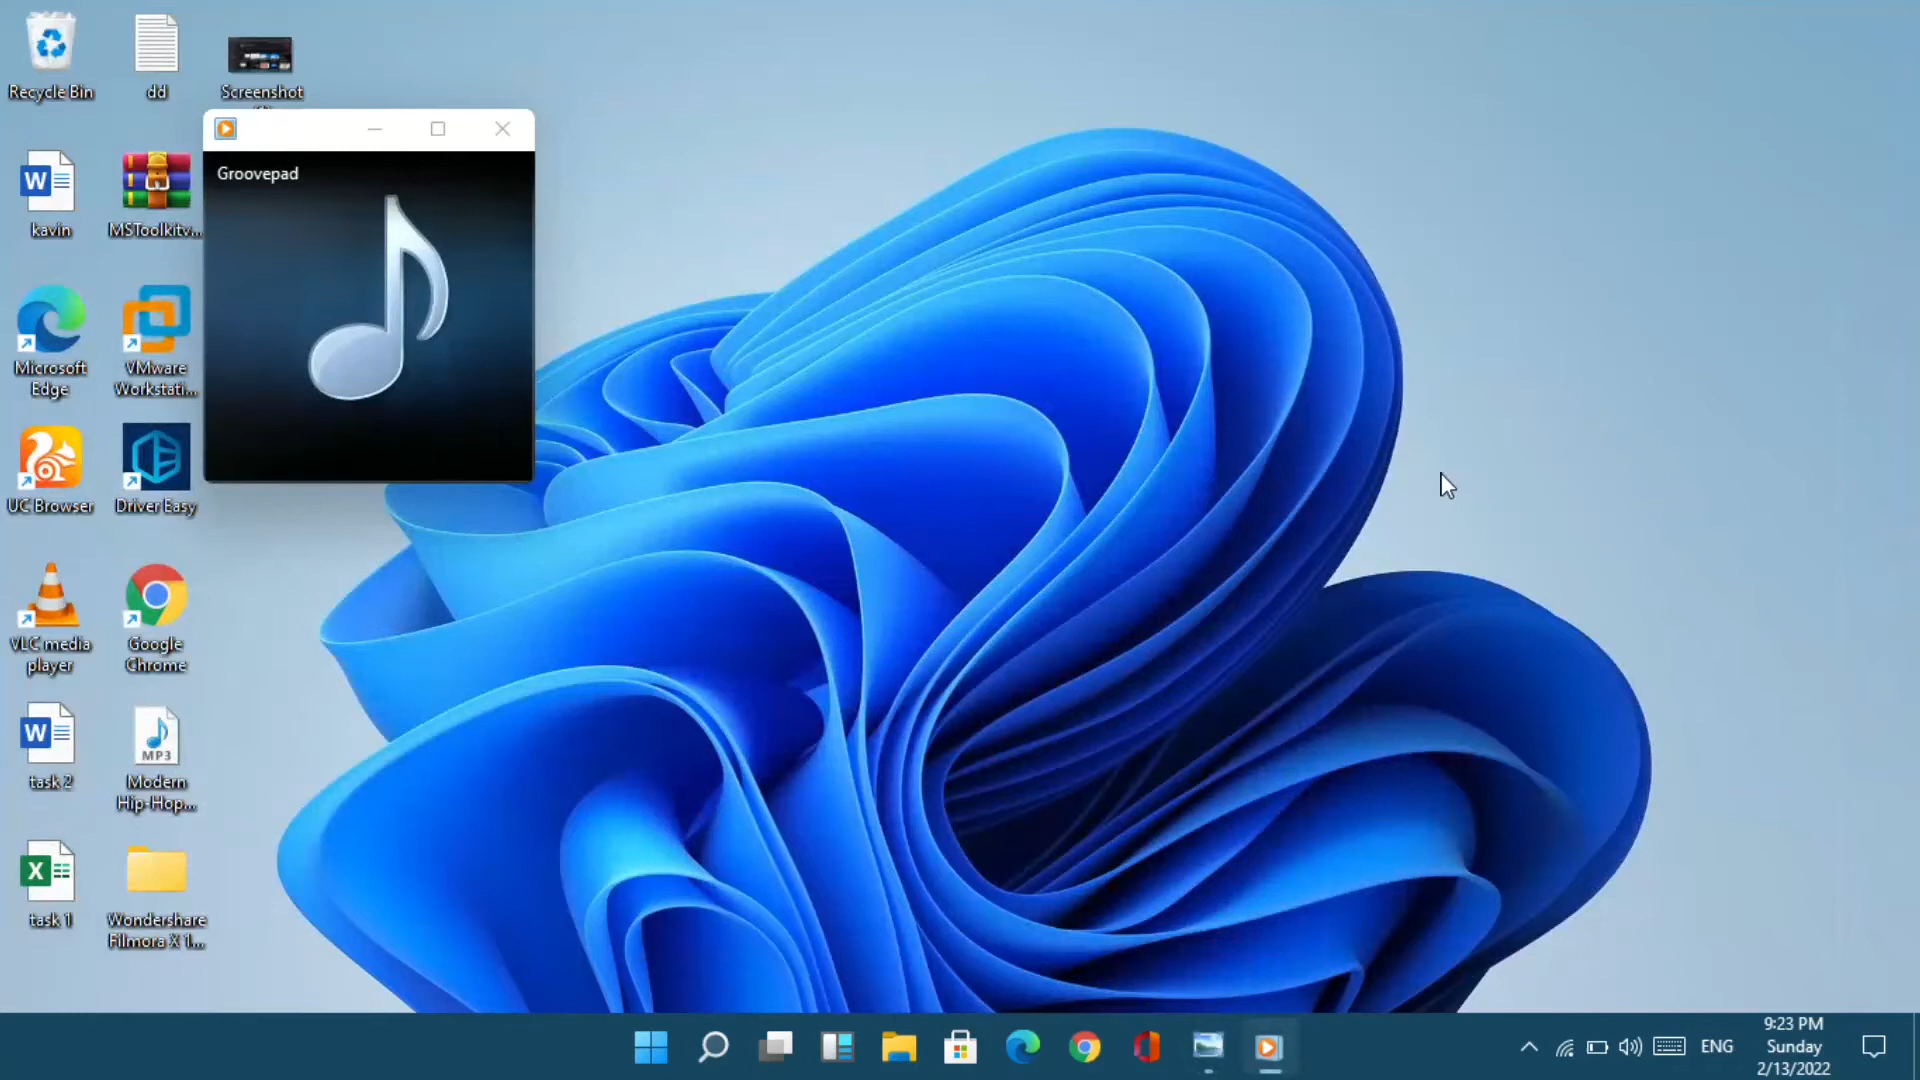 Recycle Bin
dd
Screenshot
Groovepad
kavin
MSToolkitv...
Microsoft
Edge
VMware
Workstati...
UC Browser
Driver Easy
VLC media
player
Google
Chrome
task 2
MP3
Modern
Hip-Hop...
task 1
Wondershare
Filmora X 1...
ENG
9:23 PM
Sunday
2/13/2022